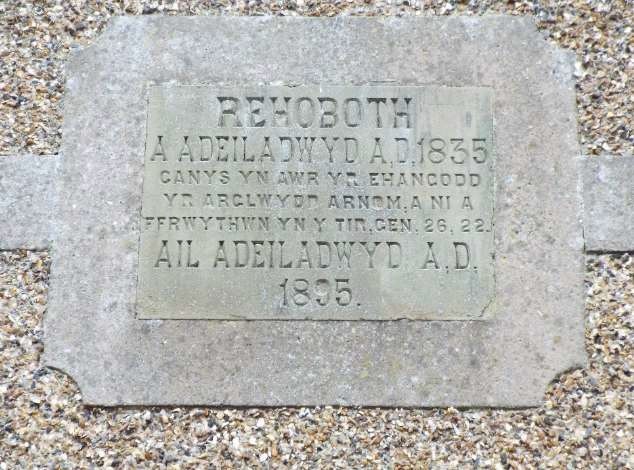 REHOBOTH
A ADEILADWYD A.D. 1835
CANYS YN AWR YR EHANGODD
YR ARGLWYDD ARNOM, A NI A
FFRWYTHWN YN Y TIR. GEN. 26, 22.
AIL ADEILADWYD A.D.
1895.